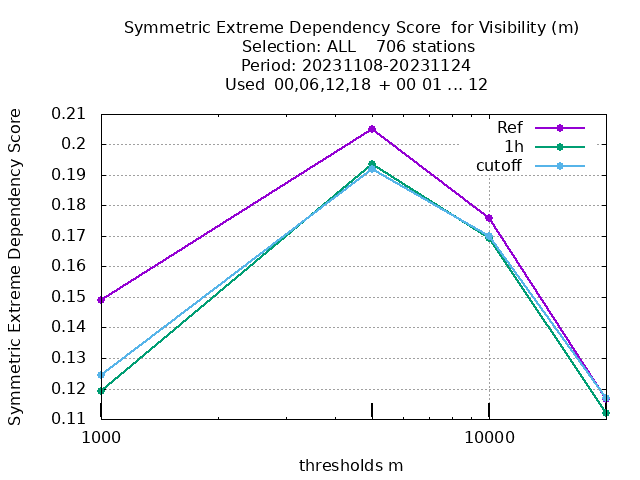 Symmetric Extreme Dependency Score  for Visibility (m)
Selection: ALL    706 stations
Period: 20231108-20231124
Used  00,06,12,18  + 00 01 ... 12
Symmetric Extreme Dependency Score
0.21
0.2
0.19
0.18
0.17
0.16
0.15
0.14
0.13
0.12
0.11
Ref
1h
cutoff
1000
10000
thresholds m